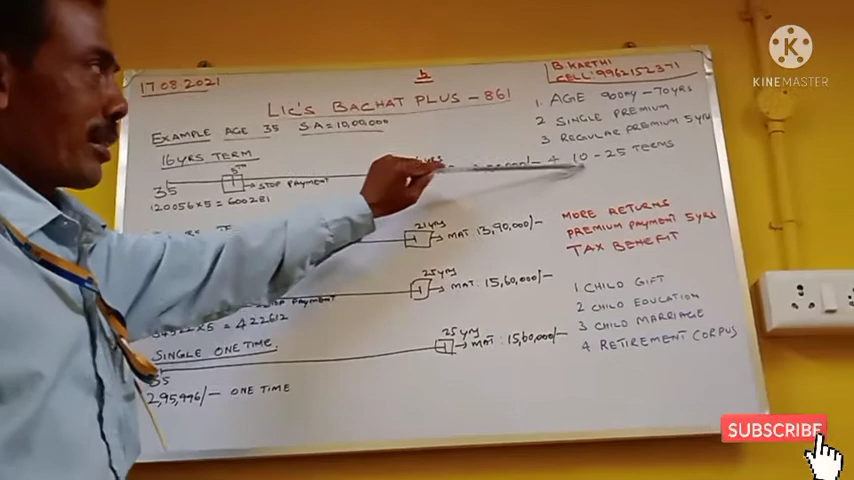 17.08.2021
b
B.KARTHI
CELL: 9962152371
K
KINEMASTER
LIC'S BACHAT PLUS - 861
EXAMPLE AGE 35 S.A=10,00,000
16YRS TERM
35
5TH
STOP PAYMENT
120056X5 = 600281
1. AGE 90DAY - 70YRS
2 SINGLE PREMIUM
3 REGULAR PREMIUM 5YRS
4 10 - 25 TERMS
21yrs
MAT: 13,90,000/-
25yrs
MAT: 15,60,000/-
PAYMENT
X5 = 422612
SINGLE ONE TIME.
35
25yrs
MAT: 15,60,000/-
2,95,996/- ONE TIME
MORE RETURNS
PREMIUM PAYMENT 5YRS
TAX BENEFIT
1 CHILD GIFT
2 CHILD EDUCATION
3 CHILD MARRIAGE
4 RETIREMENT CORPUS
SUBSCRIBE